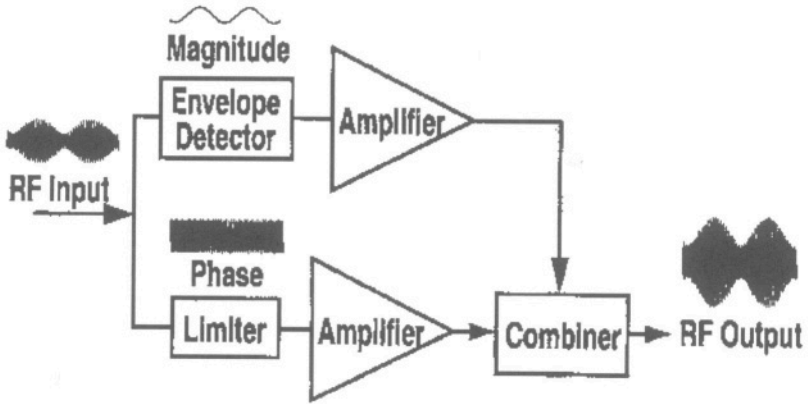 Magnitude
Envelope
Detector
Amplifier
RF Input
Phase
Limiter
Amplifier
Combiner
RF Output